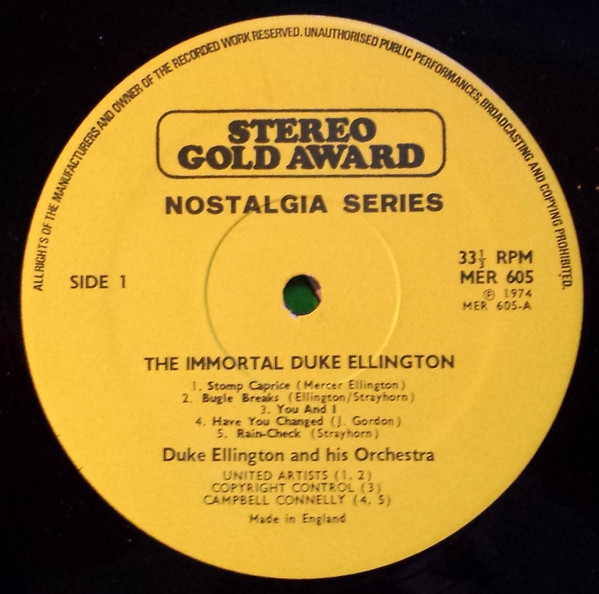 ALL RIGHTS OF THE MANUFACTURERS AND OWNER OF THE RECORDED WORK RESERVED. UNAUTHORISED PUBLIC PERFORMANCES, BROADCASTING AND COPYING PROHIBITED.
STEREO
GOLD AWARD
NOSTALGIA SERIES
SIDE 1
33⅓ RPM
MER 605
℗ 1974
MER 605-A
THE IMMORTAL DUKE ELLINGTON
1. Stomp Caprice (Mercer Ellington)
2. Bugle Breaks (Ellington/Strayhorn)
3. You And I
4. Have You Changed (J. Gordon)
5. Rain-Check (Strayhorn)
Duke Ellington and his Orchestra
UNITED ARTISTS (1, 2)
COPYRIGHT CONTROL (3)
CAMPBELL CONNELLY (4, 5)
Made in England